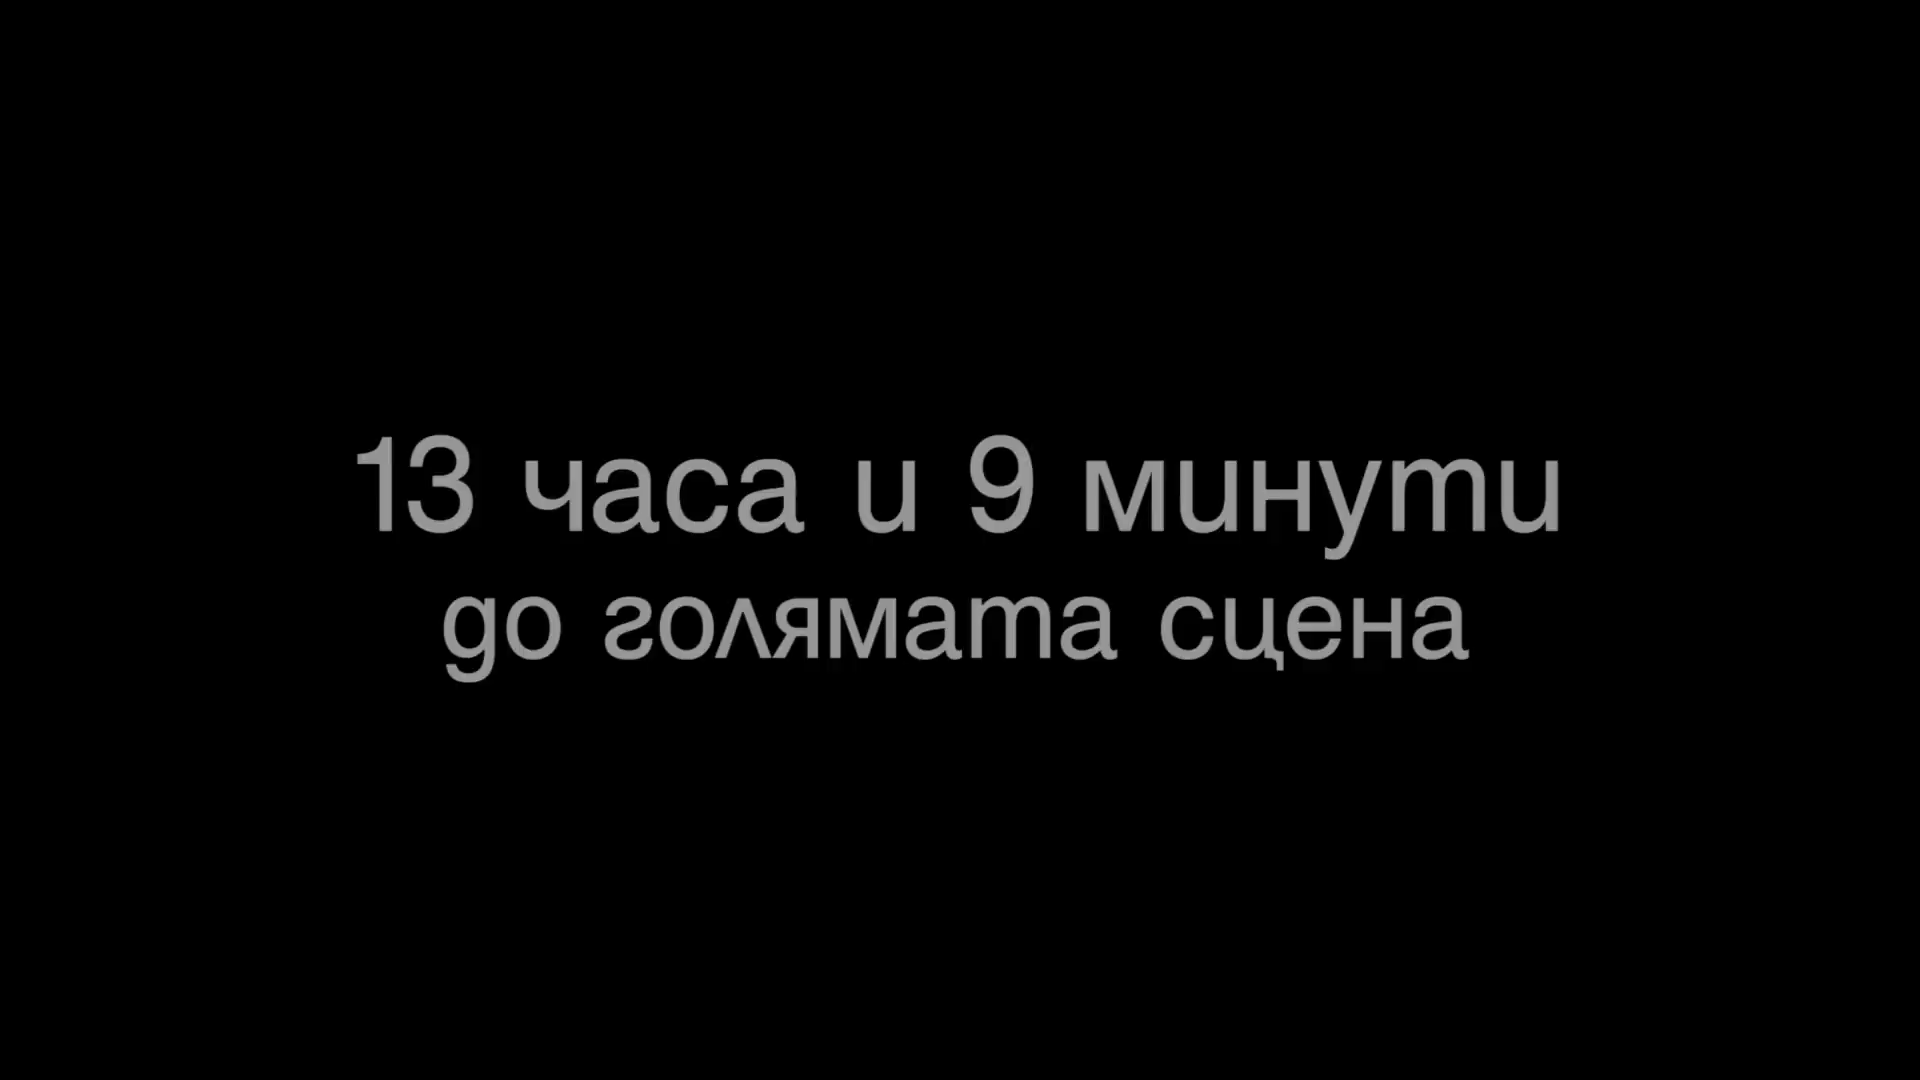 13 часа и 9 минути
до голямата сцена